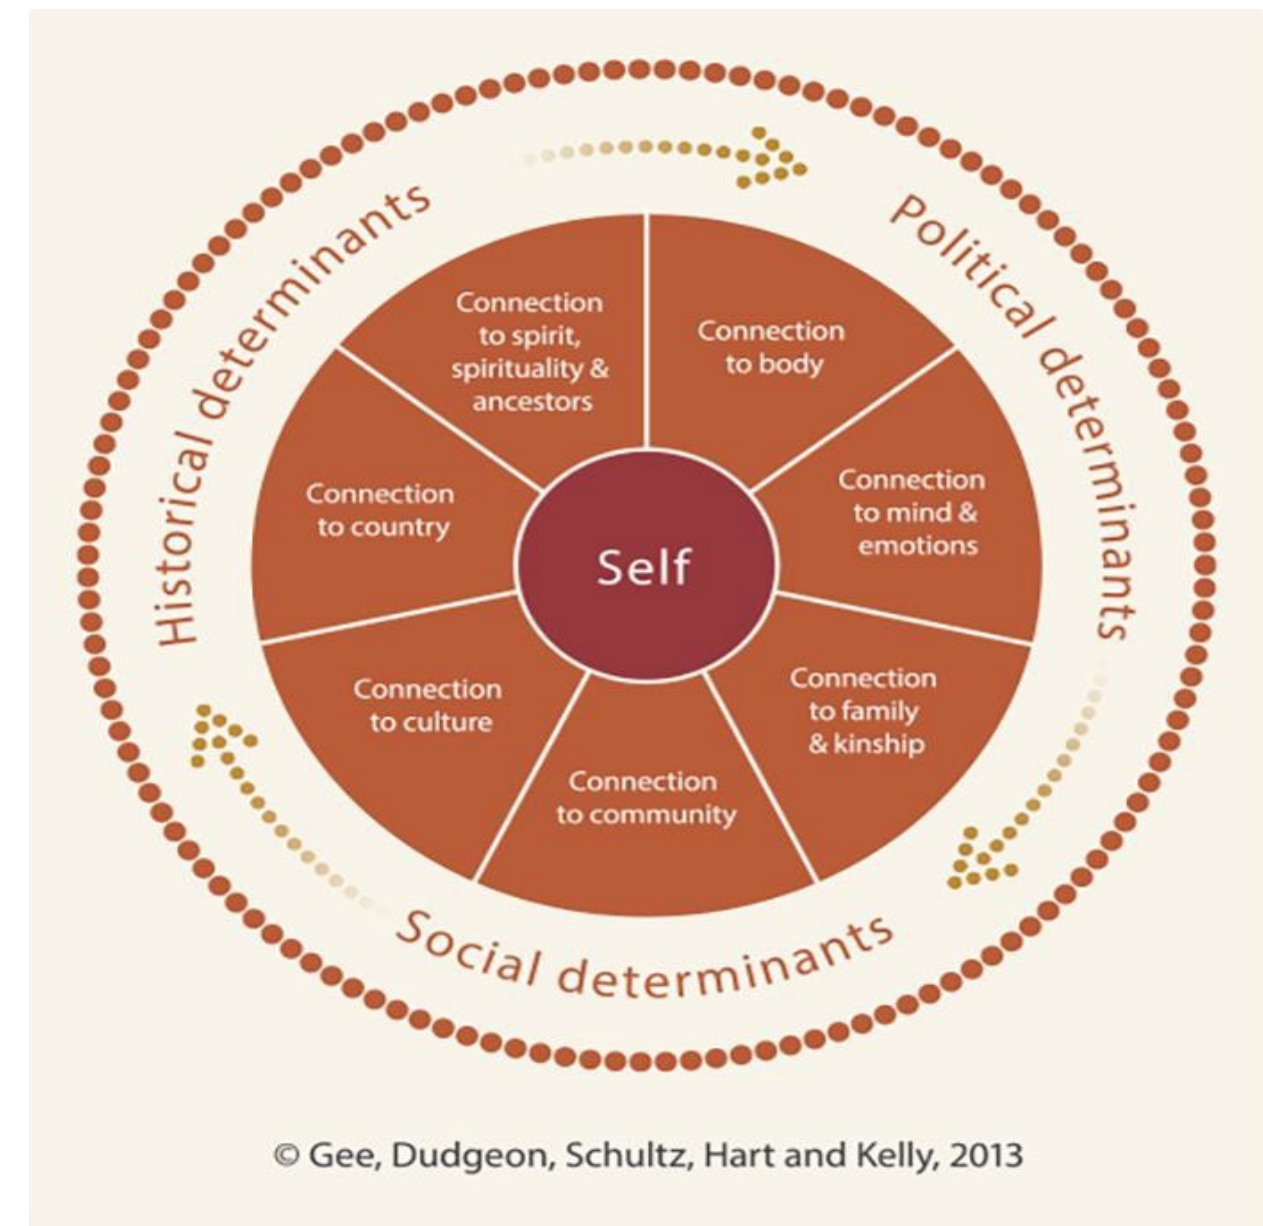 Historical determinants
Political determinants
Connection
to spirit,
spirituality &
ancestors
Connection
to body
Connection
to mind &
emotions
Connection
to country
Self
Connection
to culture
Connection
to family
& kinship
Connection
to community
Social determinants
© Gee, Dudgeon, Schultz, Hart and Kelly, 2013